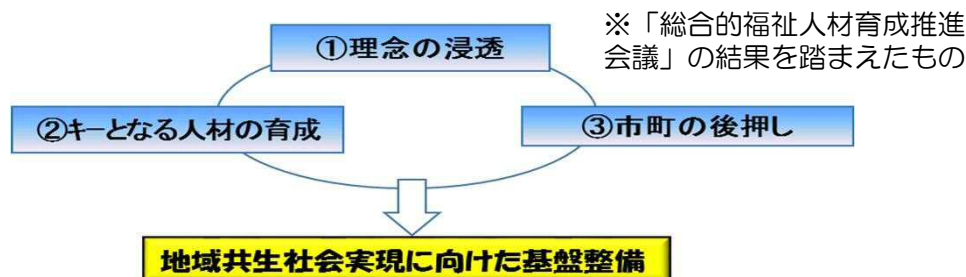 ※「総合的福祉人材育成推進
会議」の結果を踏まえたもの
①理念の浸透
②キーとなる人材の育成
③市町の後押し
地域共生社会実現に向けた基盤整備